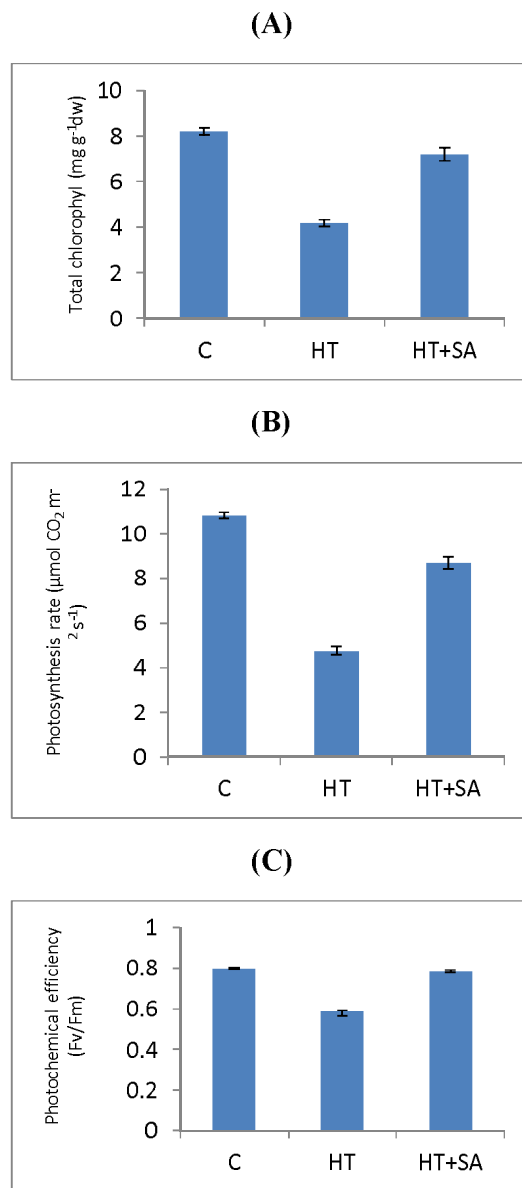 (A)
Total chlorophyl (mg g-1dw)
10
8
6
4
2
0
C HT HT+SA
(B)
Photosynthesis rate (µmol CO2 m-
2 s-1)
12
10
8
6
4
2
0
C HT HT+SA
(C)
Photochemical efficiency
(Fv/Fm)
1
0.8
0.6
0.4
0.2
0
C HT HT+SA